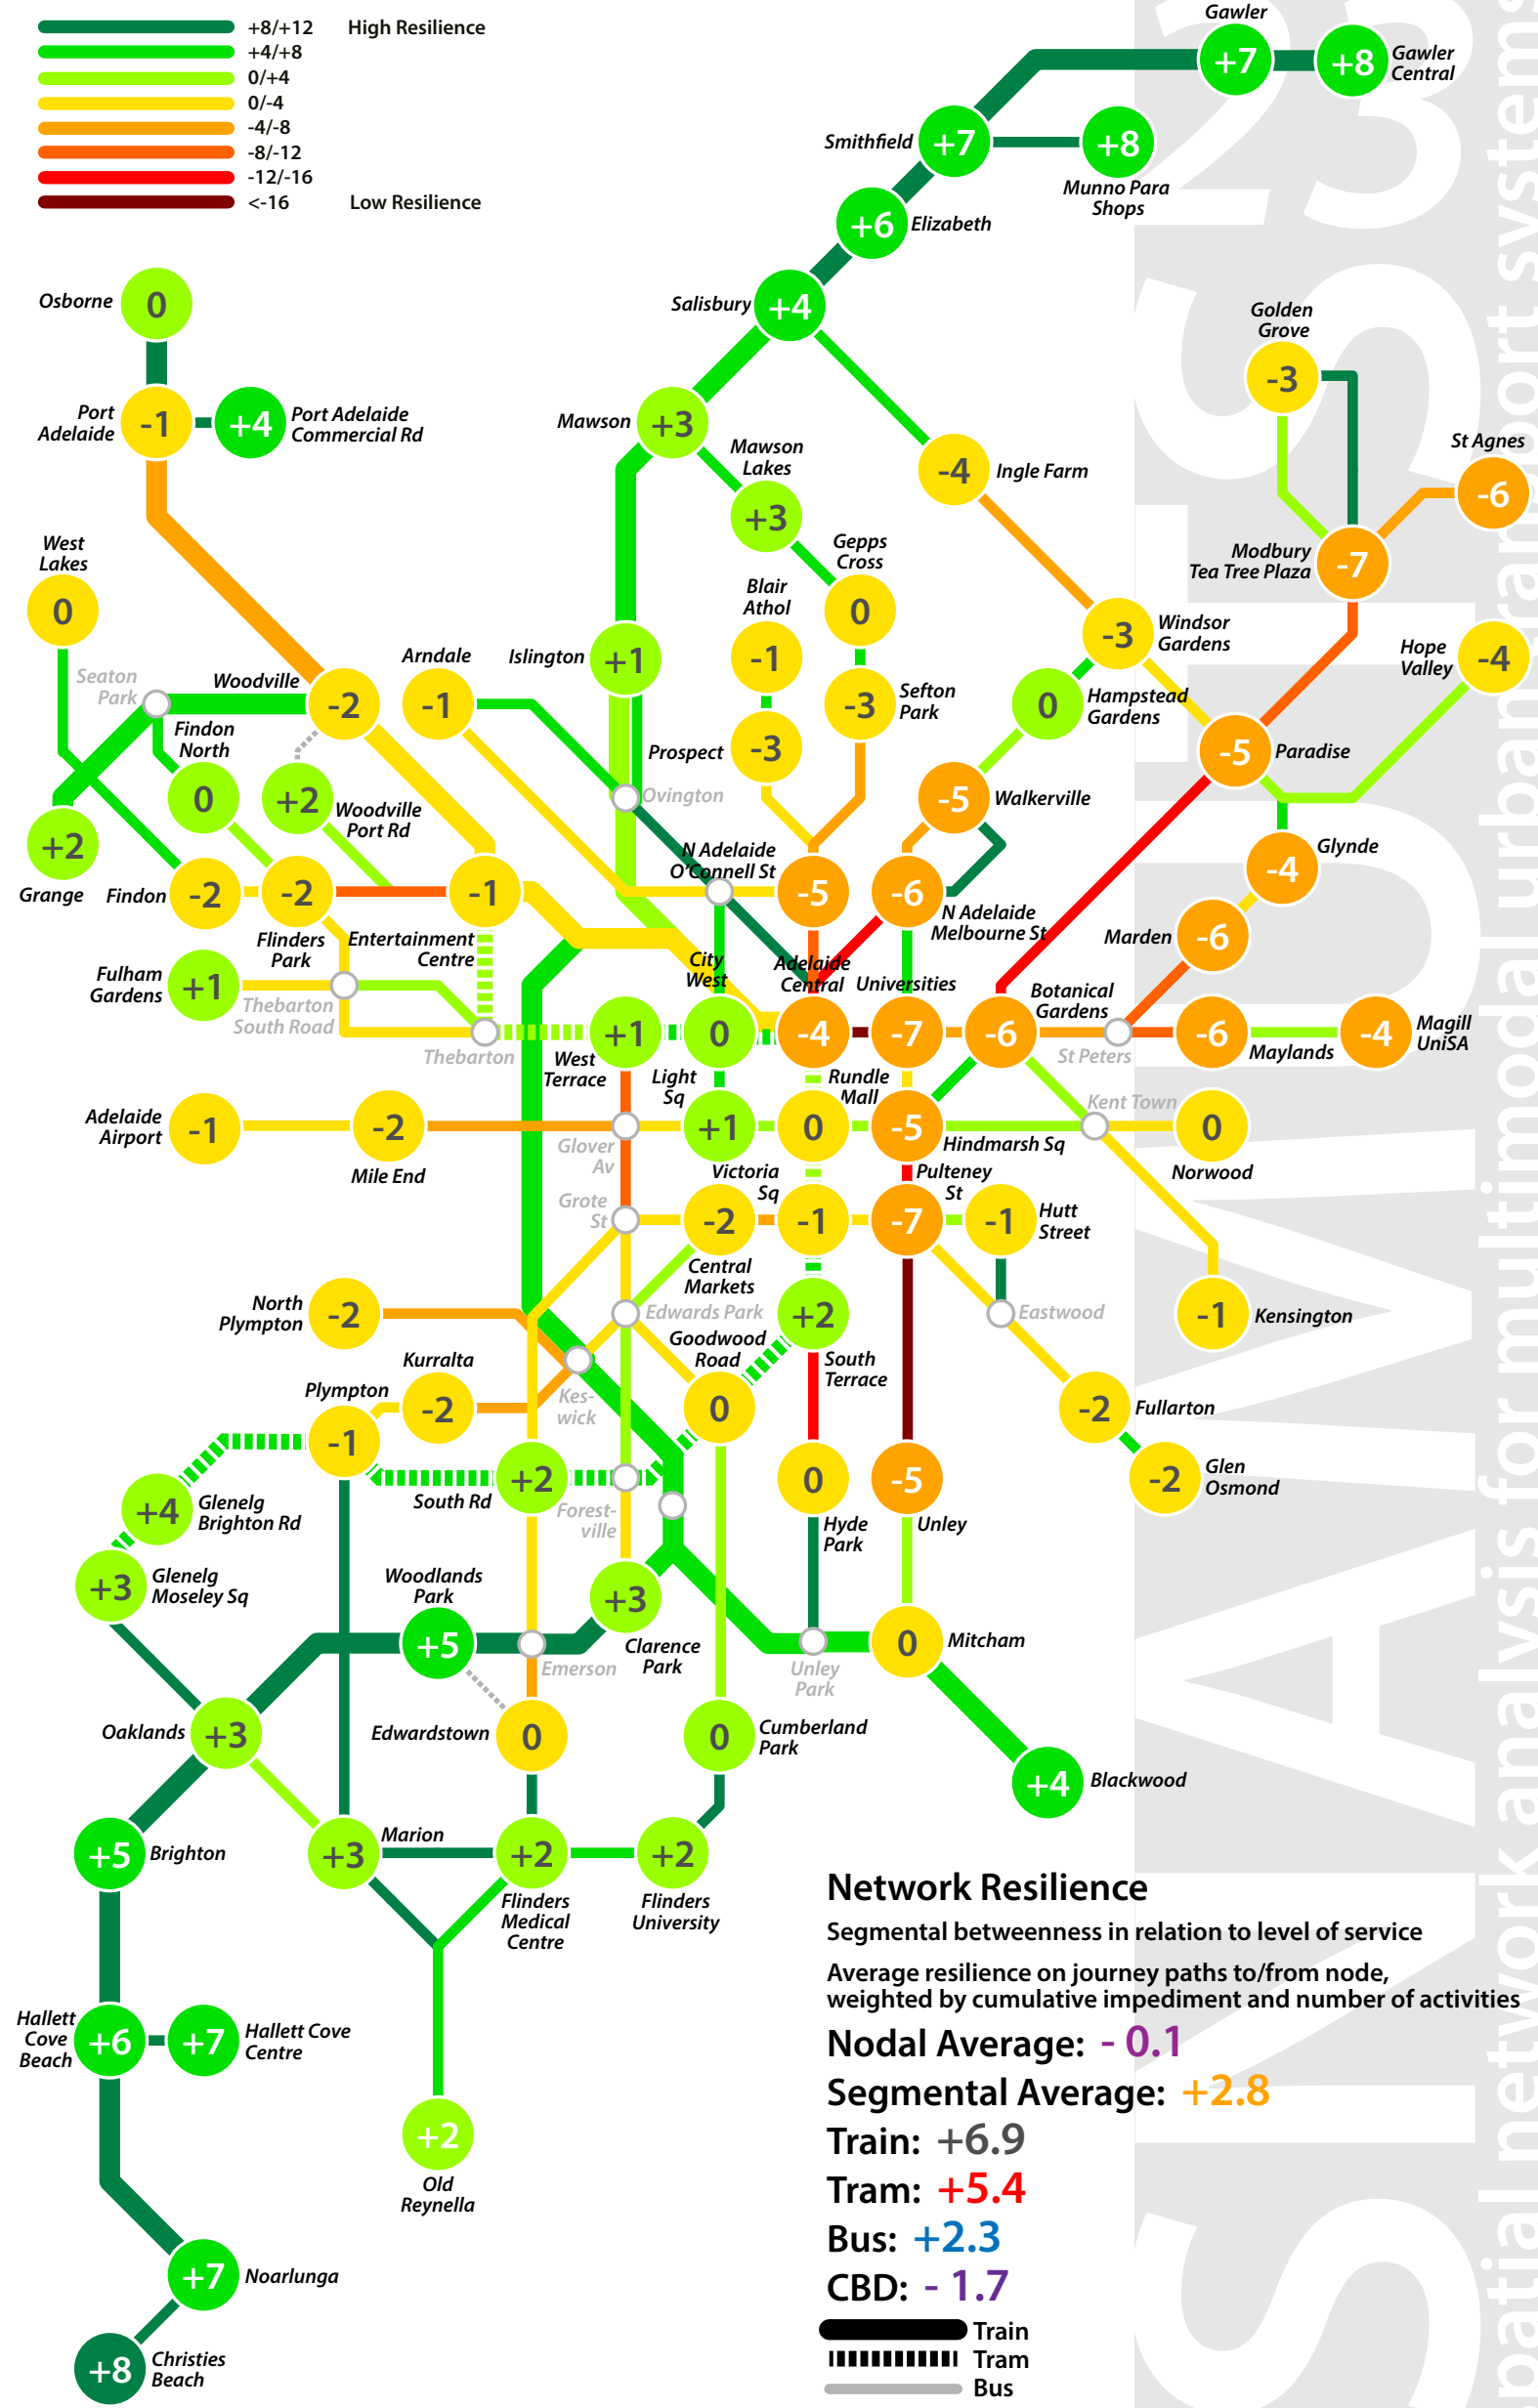 +8/+12 High Resilience
+4/+8
0/+4
0/-4
-4/-8
-8/-12
-12/-16
<-16 Low Resilience
Gawler
+7
+8
Gawler
Central
Smithfield
+7
+8
Munno Para
Shops
+6
Elizabeth
Salisbury
+4
Osborne
0
Golden
Grove
-3
Port
Adelaide
-1
+4
Port Adelaide
Commercial Rd
Mawson
+3
Mawson
Lakes
+3
-4
Ingle Farm
St Agnes
-6
Modbury
Tea Tree Plaza
-7
West
Lakes
0
Gepps
Cross
0
Blair
Athol
-1
-3
Windsor
Gardens
Hope
Valley
-4
Seaton
Park
Woodville
-2
Arndale
-1
Islington
+1
-3
Sefton
Park
0
Hampstead
Gardens
Findon
North
0
+2
Woodville
Port Rd
Prospect
-3
-5
Paradise
Ovington
-5
Walkerville
+2
Grange
Findon
-2
-2
Flinders
Park
-1
Entertainment
Centre
N Adelaide
O'Connell St
-5
-6
N Adelaide
Melbourne St
-4
Glynde
Marden
-6
Fulham
Gardens
+1
Thebarton
South Road
Thebarton
+1
West
Terrace
City
West
0
Adelaide
Central
-4
Universities
-7
Botanical
Gardens
-6
St Peters
-6
Maylands
-4
Magill
UniSA
Adelaide
Airport
-1
-2
Mile End
Glover
Av
Light
Sq
+1
Rundle
Mall
0
-5
Hindmarsh Sq
Kent Town
0
Norwood
Grote
St
-2
Central
Markets
Victoria
Sq
-1
Pulteney
St
-7
-1
Hutt
Street
North
Plympton
-2
Edwards Park
+2
South
Terrace
Eastwood
-1
Kensington
Kurralta
-2
Kes-
wick
Goodwood
Road
0
-2
Fullarton
Plympton
-1
South Rd
+2
Forest-
ville
0
Hyde
Park
-5
Unley
-2
Glen
Osmond
+4
Glenelg
Brighton Rd
+3
Glenelg
Moseley Sq
Woodlands
Park
+5
Emerson
+3
Clarence
Park
Unley
Park
0
Mitcham
Oaklands
+3
Edwardstown
0
0
Cumberland
Park
+4
Blackwood
+5
Brighton
+3
Marion
+2
Flinders
Medical
Centre
+2
Flinders
University
Hallett
Cove
Beach
+6
+7
Hallett Cove
Centre
+2
Old
Reynella
+7
Noarlunga
+8
Christies
Beach
Network Resilience
Segmental betweenness in relation to level of service
Average resilience on journey paths to/from node,
weighted by cumulative impediment and number of activities
Nodal Average: - 0.1
Segmental Average: +2.8
Train: +6.9
Tram: +5.4
Bus: +2.3
CBD: - 1.7
Train
Tram
Bus
SNAMUTS 23
spatial network analysis for multimodal urban transport systems